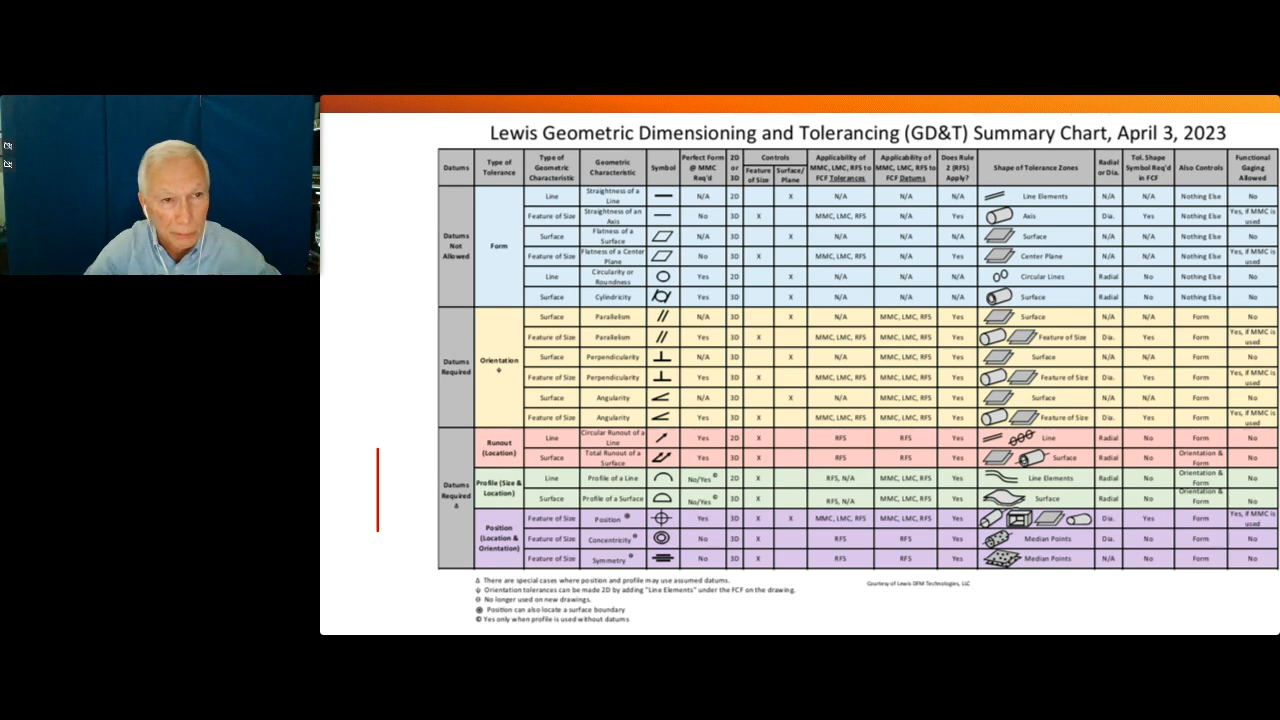 Lewis Geometric Dimensioning and Tolerancing (GD&T) Summary Chart, April 3, 2023
Datums Type of Tolerance Type of Geometric Characteristic Geometric Characteristic Symbol Perfect Form @ MMC Req'd 2D or 3D Controls Feature of Size Surface/Plane Applicability of MMC, LMC, RFS to FCF Tolerances Applicability of MMC, LMC, RFS to FCF Datums Does Rule 2 (RFS) Apply? Shape of Tolerance Zones Radial or Dia. Tol. Shape Symbol Req'd in FCF Also Controls Functional Gaging Allowed
Datums Not Allowed
Form
Line Straightness of a Line N/A 2D X N/A N/A N/A Line Elements N/A N/A Nothing Else No
Feature of Size Straightness of an Axis No 3D X MMC, LMC, RFS N/A Yes Axis Dia. Yes Nothing Else Yes, if MMC is used
Surface Flatness of a Surface N/A 3D X N/A N/A N/A Surface N/A N/A Nothing Else No
Feature of Size Flatness of a Center Plane No 3D X MMC, LMC, RFS N/A Yes Center Plane N/A N/A Nothing Else Yes, if MMC is used
Line Circularity or Roundness Yes 2D X N/A N/A N/A Circular Lines Radial No Nothing Else No
Surface Cylindricity Yes 3D X N/A N/A N/A Surface Radial No Nothing Else No
Datums Required
Orientation ψ
Surface Parallelism N/A 3D X N/A MMC, LMC, RFS Yes Surface N/A N/A Form No
Feature of Size Parallelism Yes 3D X MMC, LMC, RFS MMC, LMC, RFS Yes Feature of Size Dia. Yes Form Yes, if MMC is used
Surface Perpendicularity N/A 3D X N/A MMC, LMC, RFS Yes Surface N/A N/A Form No
Feature of Size Perpendicularity Yes 3D X MMC, LMC, RFS MMC, LMC, RFS Yes Feature of Size Dia. Yes Form Yes, if MMC is used
Surface Angularity N/A 3D X N/A MMC, LMC, RFS Yes Surface N/A N/A Form No
Feature of Size Angularity Yes 3D X MMC, LMC, RFS MMC, LMC, RFS Yes Feature of Size Dia. Yes Form Yes, if MMC is used
Datums Required Δ
Runout (Location)
Line Circular Runout of a Line Yes 2D X RFS RFS Yes Line Radial No Form No
Surface Total Runout of a Surface Yes 3D X RFS RFS Yes Surface Radial No Orientation & Form No
Profile (Size & Location)
Line Profile of a Line No/Yes © 2D X RFS, N/A MMC, LMC, RFS Yes Line Elements Radial No Orientation & Form No
Surface Profile of a Surface No/Yes © 3D X RFS, N/A MMC, LMC, RFS Yes Surface Radial No Orientation & Form No
Position (Location & Orientation)
Feature of Size Position Yes 3D X X MMC, LMC, RFS MMC, LMC, RFS Yes Dia. Yes Form Yes, if MMC is used
Feature of Size Concentricity No 3D X RFS RFS Yes Median Points Dia. Yes Form No
Feature of Size Symmetry No 3D X RFS RFS Yes Median Points N/A No Form No
Δ There are special cases where position and profile may use assumed datums.
Courtesy of Lewis DFM Technologies, LLC
ψ Orientation tolerances can be made 2D by adding "Line Elements" under the FCF on the drawing.
No longer used on new drawings.
Position can also locate a surface boundary
© Yes only when profile is used without datums